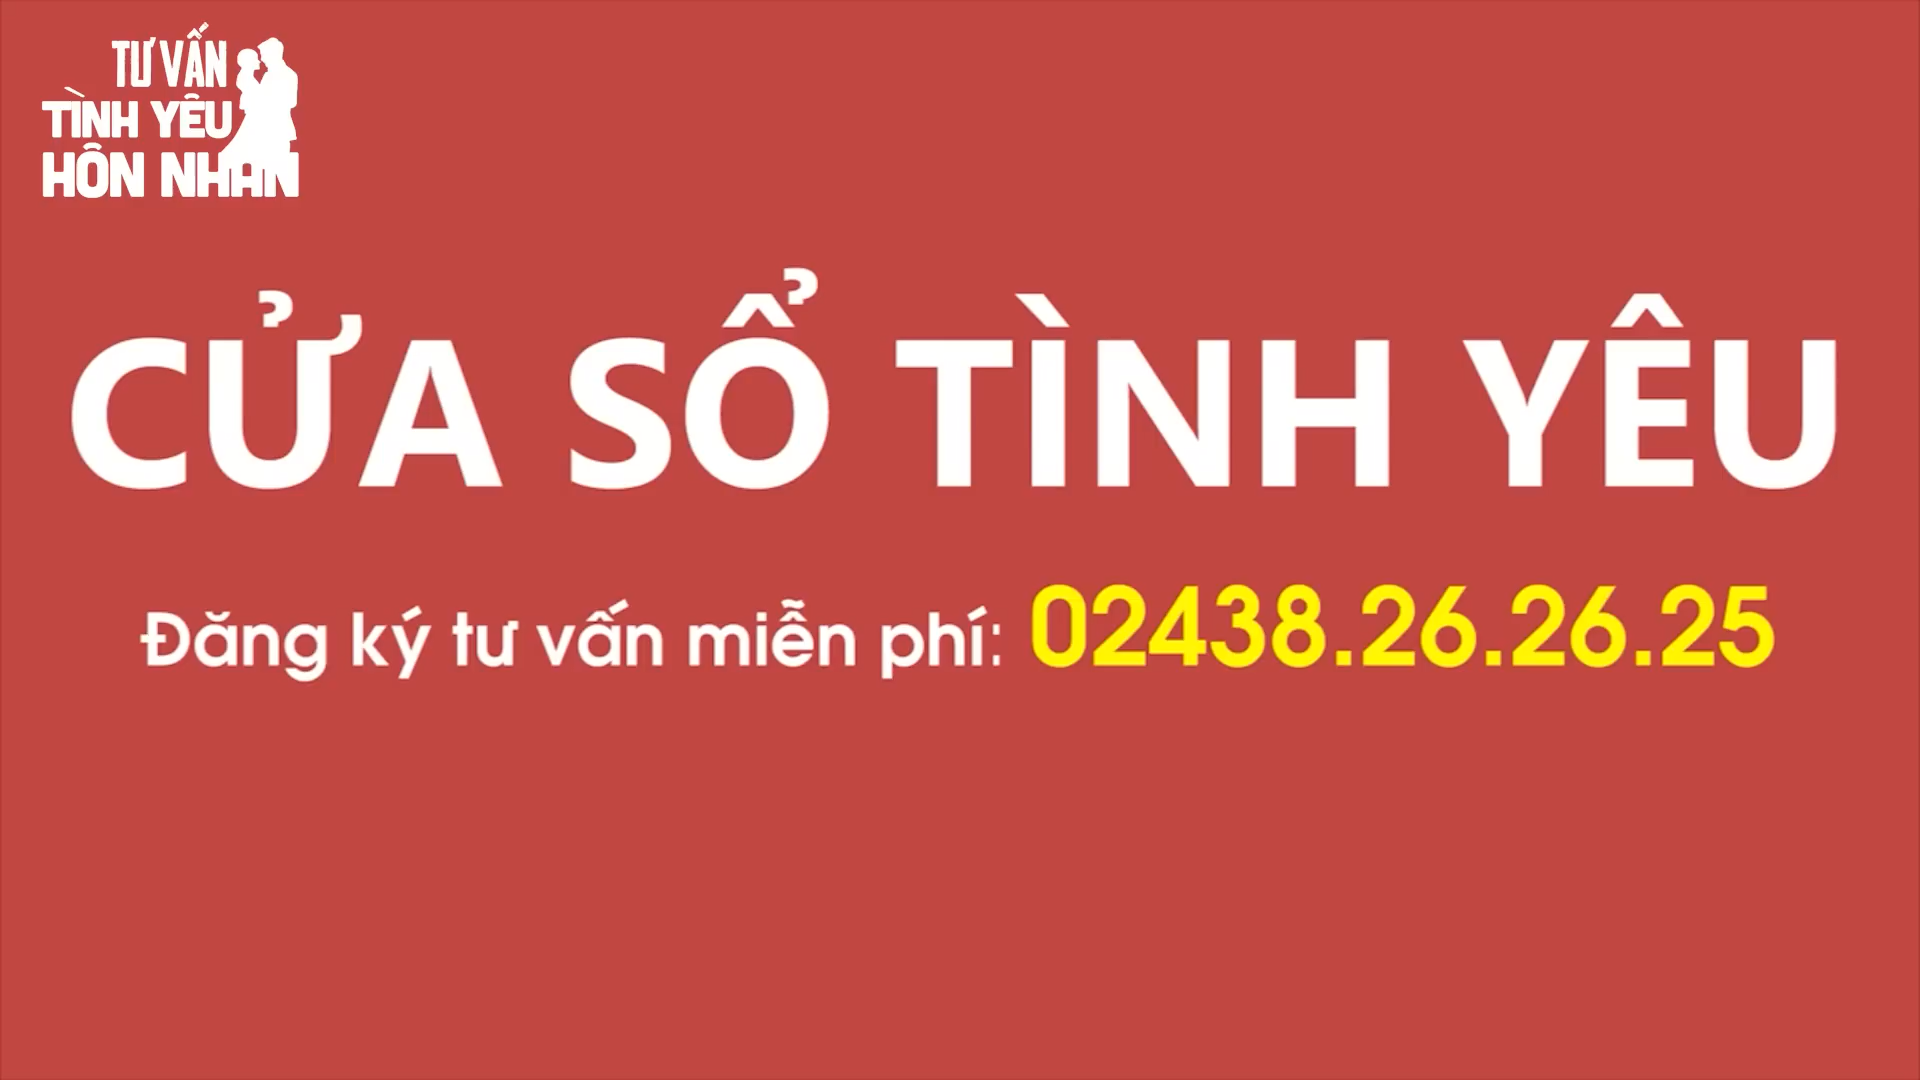 TƯ VẤN
TÌNH YÊU
HÔN NHÂN
CỬA SỔ TÌNH YÊU
Đăng ký tư vấn miễn phí: 02438.26.26.25